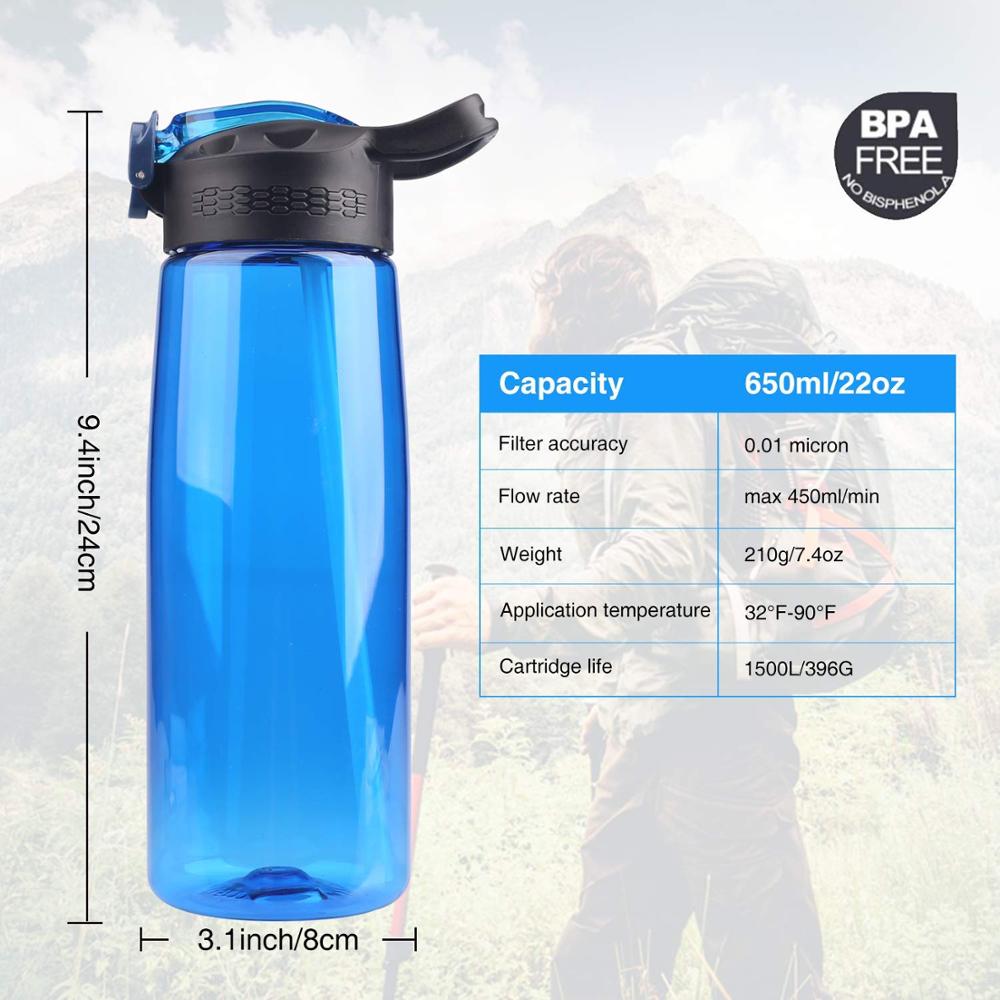 BPA
FREE
NO BISPHENOL A
Capacity 650ml/22oz
Filter accuracy 0.01 micron
Flow rate max 450ml/min
Weight 210g/7.4oz
Application temperature 32°F-90°F
Cartridge life 1500L/396G
9.4inch/24cm
3.1inch/8cm